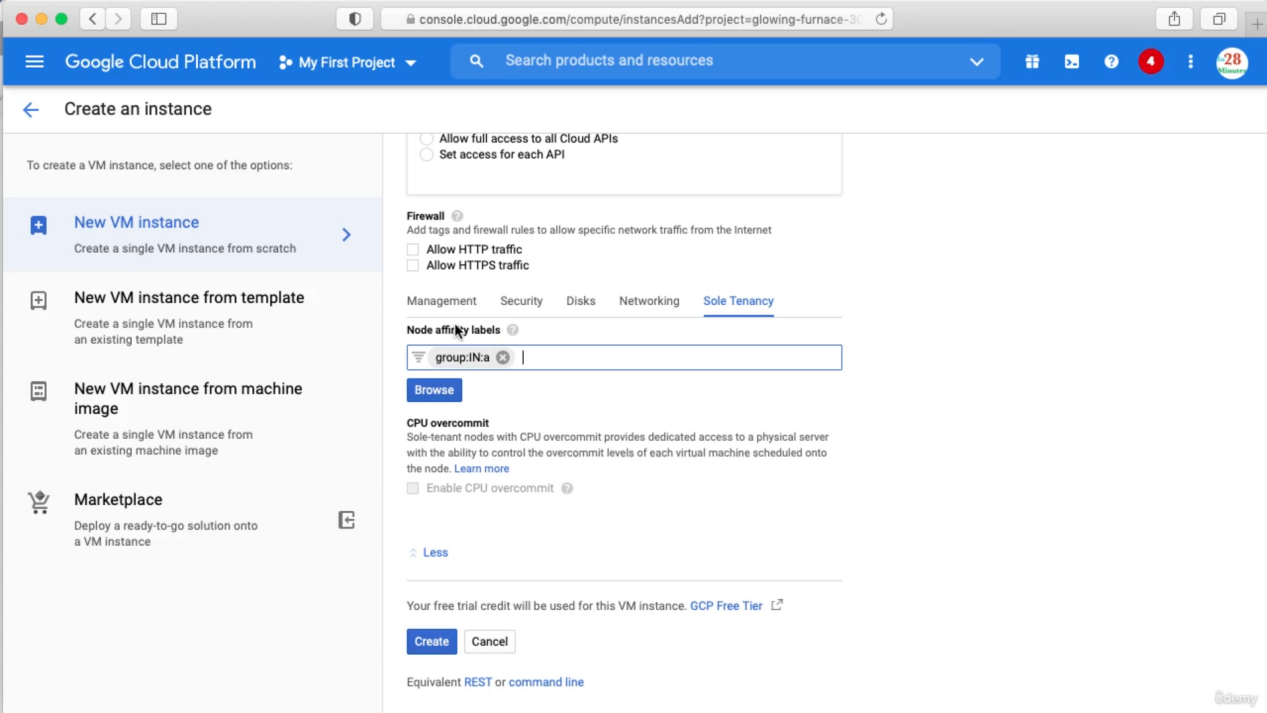 console.cloud.google.com/compute/instancesAdd?project=glowing-furnace-30
Google Cloud Platform
My First Project
Search products and resources
4
28
Minutes
Create an instance
To create a VM instance, select one of the options:
New VM instance
Create a single VM instance from scratch
New VM instance from template
Create a single VM instance from
an existing template
New VM instance from machine
image
Create a single VM instance from
an existing machine image
Marketplace
Deploy a ready-to-go solution onto
a VM instance
Allow full access to all Cloud APIs
Set access for each API
Firewall
Add tags and firewall rules to allow specific network traffic from the Internet
Allow HTTP traffic
Allow HTTPS traffic
Management Security Disks Networking Sole Tenancy
Node affinity labels
group:IN:a
Browse
CPU overcommit
Sole-tenant nodes with CPU overcommit provides dedicated access to a physical server
with the ability to control the overcommit levels of each virtual machine scheduled onto
the node. Learn more
Enable CPU overcommit
Less
Your free trial credit will be used for this VM instance. GCP Free Tier
Create Cancel
Equivalent REST or command line
ûdemy